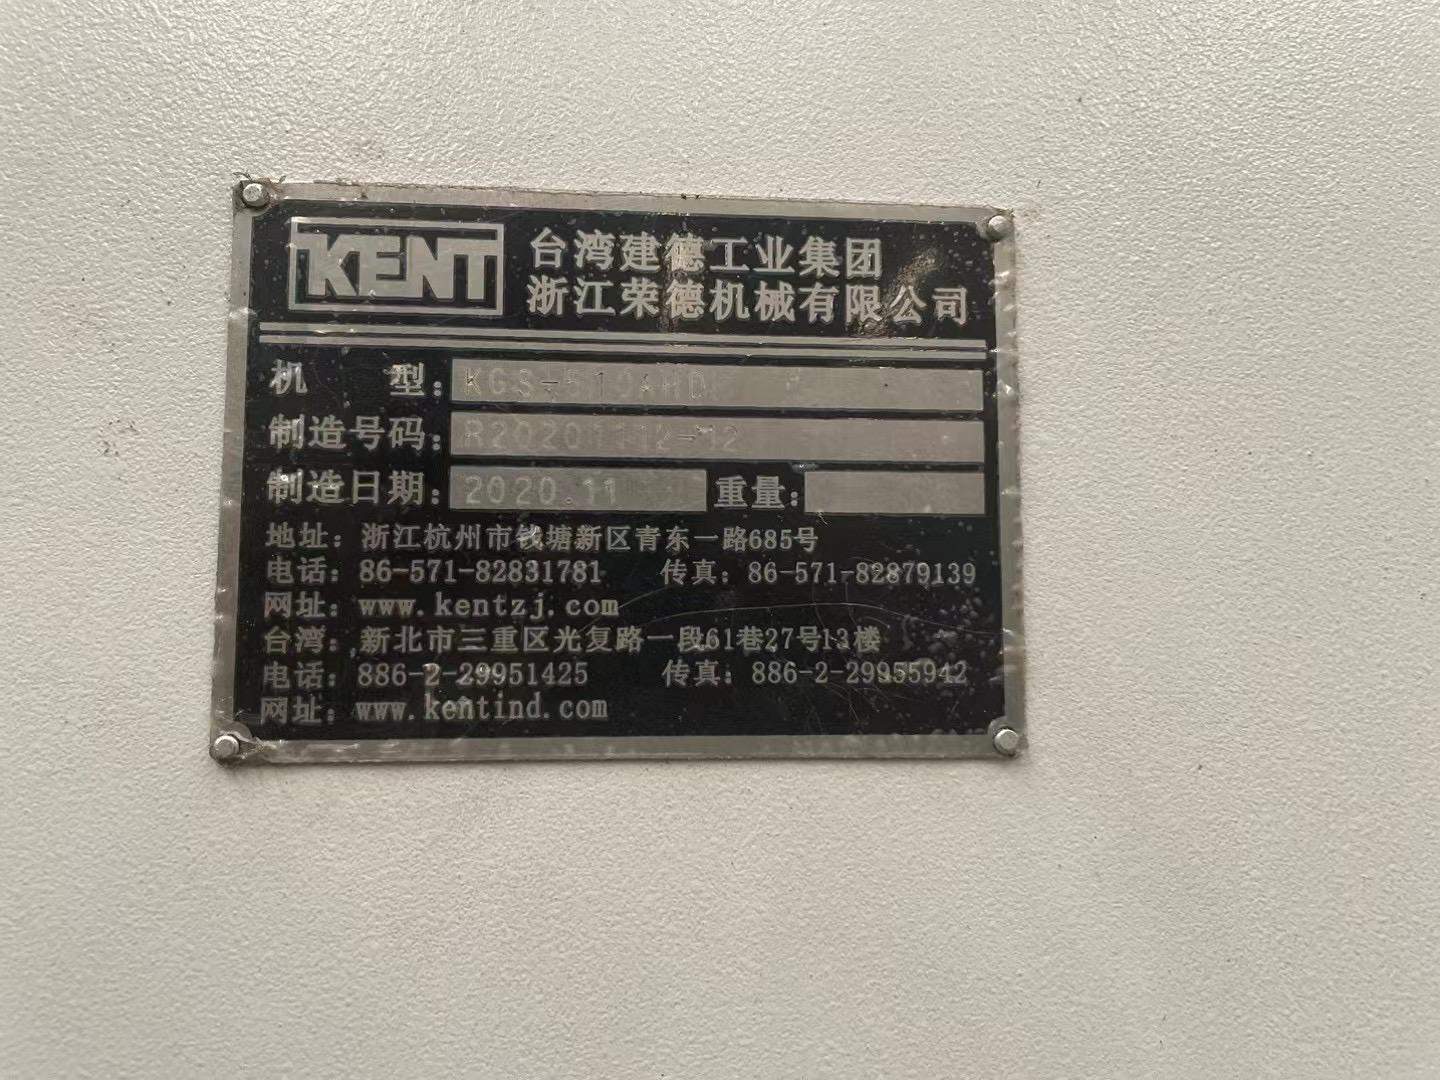 KENT
台湾建德工业集团
浙江荣德机械有限公司
机 型: KGS-510AHD
制造号码: R20201112-12
制造日期: 2020.11 重量:
地址: 浙江杭州市钱塘新区青东一路685号
电话: 86-571-82831781 传真: 86-571-82879139
网址: www.kentzj.com
台湾: 新北市三重区光复路一段61巷27号13楼
电话: 886-2-29951425 传真: 886-2-29955942
网址: www.kentind.com